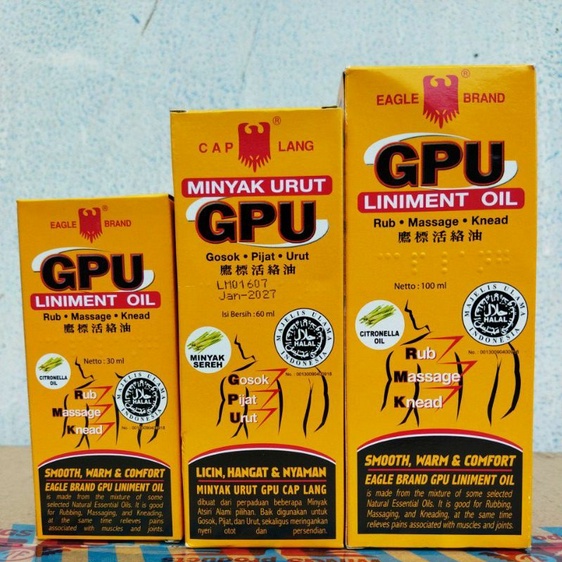 EAGLE BRAND
®
GPU
LINIMENT OIL
Rub • Massage • Knead
鷹標活絡油
Netto : 30 ml
CITRONELLA
OIL
MAJELIS ULAMA
INDONESIA
HALAL
Rub
Massage
Knead
SMOOTH, WARM & COMFORT
EAGLE BRAND GPU LINIMENT OIL
is made from the mixture of some
selected Natural Essential Oils. It is
good for Rubbing, Massaging, and Kneading,
at the same time relieves pains
associated with muscles and joints.
CAP LANG
®
MINYAK URUT
GPU
Gosok • Pijat • Urut
LM01607
Jan-2027
Isi Bersih : 60 ml
MINYAK
SEREH
MAJELIS ULAMA
INDONESIA
HALAL
Gosok
Pijat
Urut
LICIN, HANGAT & NYAMAN
MINYAK URUT GPU CAP LANG
dibuat dari perpaduan beberapa Minyak
Atsiri Alami pilihan. Baik digunakan untuk
Gosok, Pijat, dan Urut, sekaligus meringankan
nyeri otot dan persendian.
EAGLE BRAND
®
GPU
LINIMENT OIL
Rub • Massage • Knead
鷹標活絡油
Netto : 100 ml
CITRONELLA
OIL
MAJELIS ULAMA
INDONESIA
HALAL
Rub
Massage
Knead
SMOOTH, WARM & COMFORT
EAGLE BRAND GPU LINIMENT OIL
is made from the mixture of some selected
Natural Essential Oils. It is good for Rubbing,
Massaging, and Kneading, at the same time relieves
pains associated with muscles and joints.